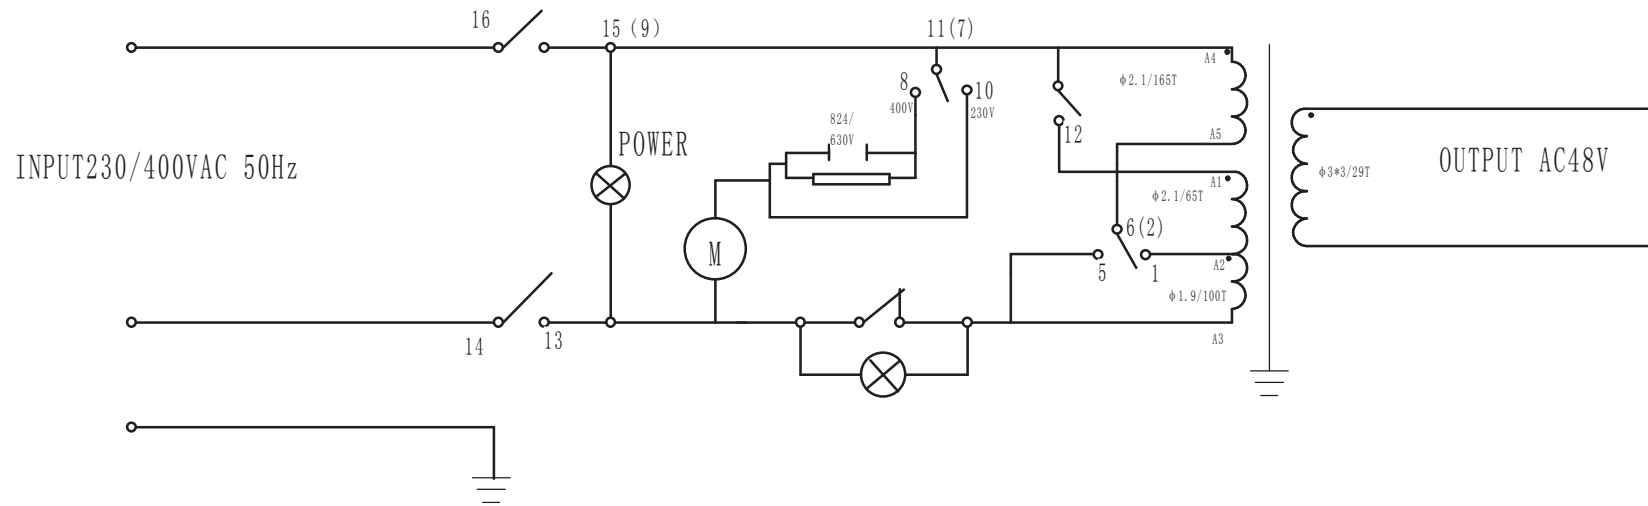 16
15 (9)
11(7)
A4
φ2.1/165T
8
10
400V
230V
824/
630V
12
A5
POWER
INPUT230/400VAC 50Hz
OUTPUT AC48V
φ3*3/29T
A1
φ2.1/65T
6(2)
M
5
1
A2
φ1.9/100T
14
13
A3